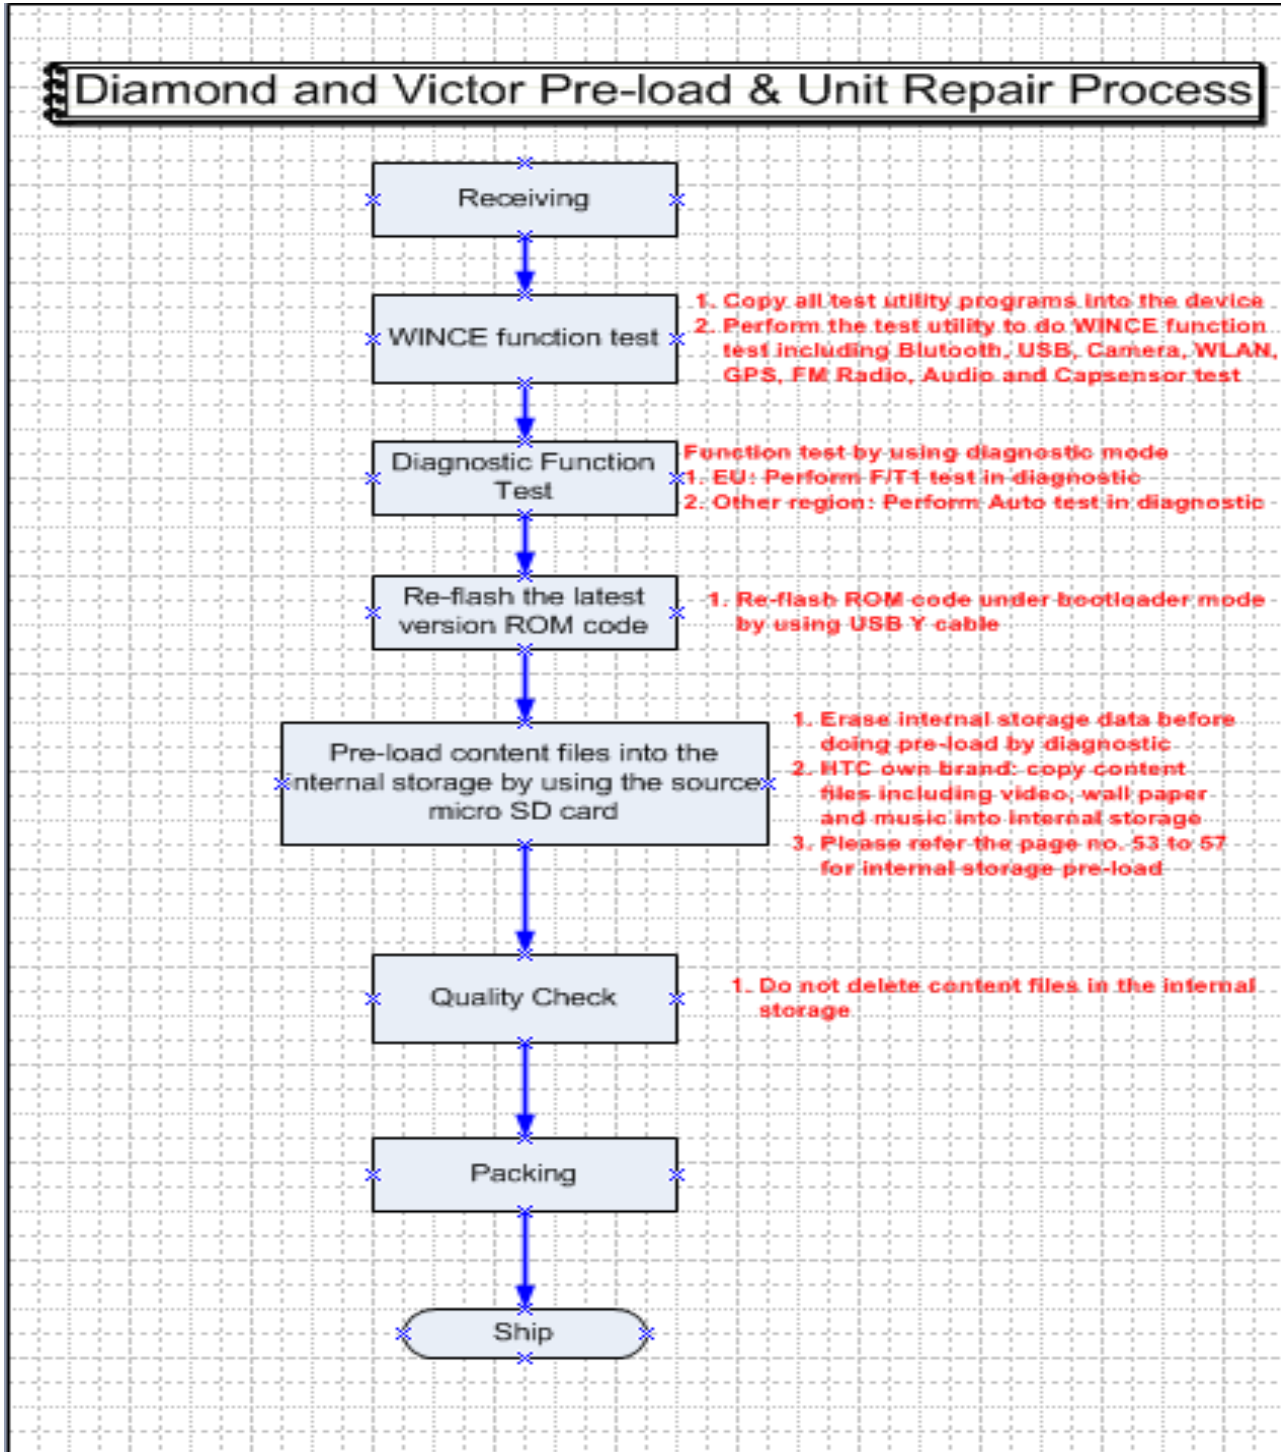 Diamond and Victor Pre-load & Unit Repair Process
Receiving
WINCE function test
1. Copy all test utility programs into the device
2. Perform the test utility to do WINCE function
test including Blutooth, USB, Camera, WLAN,
GPS, FM Radio, Audio and Capsensor test
Diagnostic Function
Test
Function test by using diagnostic mode
1. EU: Perform F/T1 test in diagnostic
2. Other region: Perform Auto test in diagnostic
Re-flash the latest
version ROM code
1. Re-flash ROM code under bootloader mode
by using USB Y cable
Pre-load content files into the
internal storage by using the source
micro SD card
1. Erase internal storage data before
doing pre-load by diagnostic
2. HTC own brand: copy content
files including video, wall paper
and music into internal storage
3. Please refer the page no. 53 to 57
for internal storage pre-load
Quality Check
1. Do not delete content files in the internal
storage
Packing
Ship